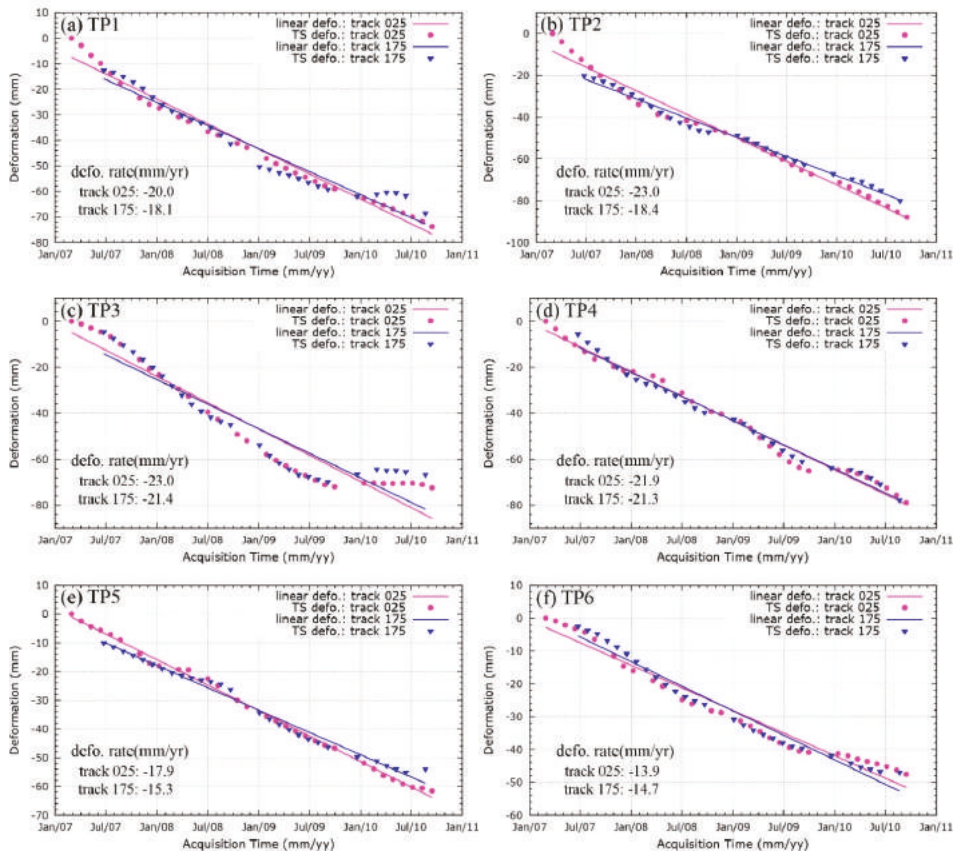 (a) TP1
linear defo.: track 025
TS defo.: track 025
linear defo.: track 175
TS defo.: track 175
10
0
-10
-20
-30
-40
-50
-60
-70
-80
Deformation (mm)
defo. rate(mm/yr)
track 025: -20.0
track 175: -18.1
Jan/07 Jul/07 Jan/08 Jul/08 Jan/09 Jul/09 Jan/10 Jul/10 Jan/11
Acquisition Time (mm/yy)
(b) TP2
linear defo.: track 025
TS defo.: track 025
linear defo.: track 175
TS defo.: track 175
0
-20
-40
-60
-80
-100
Deformation (mm)
defo. rate(mm/yr)
track 025: -23.0
track 175: -18.4
Jan/07 Jul/07 Jan/08 Jul/08 Jan/09 Jul/09 Jan/10 Jul/10 Jan/11
Acquisition Time (mm/yy)
(c) TP3
linear defo.: track 025
TS defo.: track 025
linear defo.: track 175
TS defo.: track 175
0
-20
-40
-60
-80
Deformation (mm)
defo. rate(mm/yr)
track 025: -23.0
track 175: -21.4
Jan/07 Jul/07 Jan/08 Jul/08 Jan/09 Jul/09 Jan/10 Jul/10 Jan/11
Acquisition Time (mm/yy)
(d) TP4
linear defo.: track 025
TS defo.: track 025
linear defo.: track 175
TS defo.: track 175
0
-20
-40
-60
-80
Deformation (mm)
defo. rate(mm/yr)
track 025: -21.9
track 175: -21.3
Jan/07 Jul/07 Jan/08 Jul/08 Jan/09 Jul/09 Jan/10 Jul/10 Jan/11
Acquisition Time (mm/yy)
(e) TP5
linear defo.: track 025
TS defo.: track 025
linear defo.: track 175
TS defo.: track 175
10
0
-10
-20
-30
-40
-50
-60
-70
Deformation (mm)
defo. rate(mm/yr)
track 025: -17.9
track 175: -15.3
Jan/07 Jul/07 Jan/08 Jul/08 Jan/09 Jul/09 Jan/10 Jul/10 Jan/11
Acquisition Time (mm/yy)
(f) TP6
linear defo.: track 025
TS defo.: track 025
linear defo.: track 175
TS defo.: track 175
10
0
-10
-20
-30
-40
-50
-60
Deformation (mm)
defo. rate(mm/yr)
track 025: -13.9
track 175: -14.7
Jan/07 Jul/07 Jan/08 Jul/08 Jan/09 Jul/09 Jan/10 Jul/10 Jan/11
Acquisition Time (mm/yy)